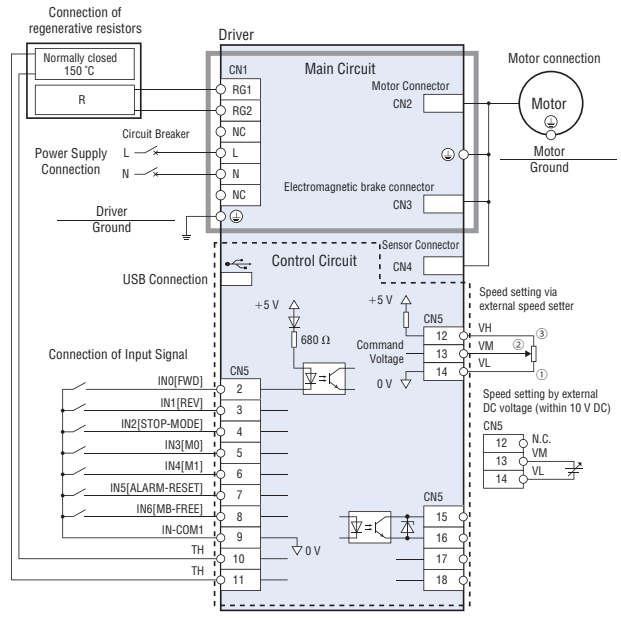 Connection of
regenerative resistors
Normally closed
150 ˚C
R
Driver
CN1
Main Circuit
RG1
RG2
NC
L
N
NC
Motor Connector
CN2
Motor connection
Motor
Motor
Ground
Circuit Breaker
Power Supply
Connection
L
N
Driver
Ground
Electromagnetic brake connector
CN3
Sensor Connector
CN4
Control Circuit
USB Connection
+5 V
680 Ω
+5 V
Command
Voltage
0 V
CN5
12
13
14
Speed setting via
external speed setter
VH
VM
VL
③
②
①
Speed setting by external
DC voltage (within 10 V DC)
CN5
12
13
14
N.C.
VM
VL
Connection of Input Signal
CN5
IN0[FWD]
2
IN1[REV]
3
IN2[STOP-MODE]
4
IN3[M0]
5
IN4[M1]
6
IN5[ALARM-RESET]
7
IN6[MB-FREE]
8
IN-COM1
9
0 V
TH
10
TH
11
CN5
15
16
17
18